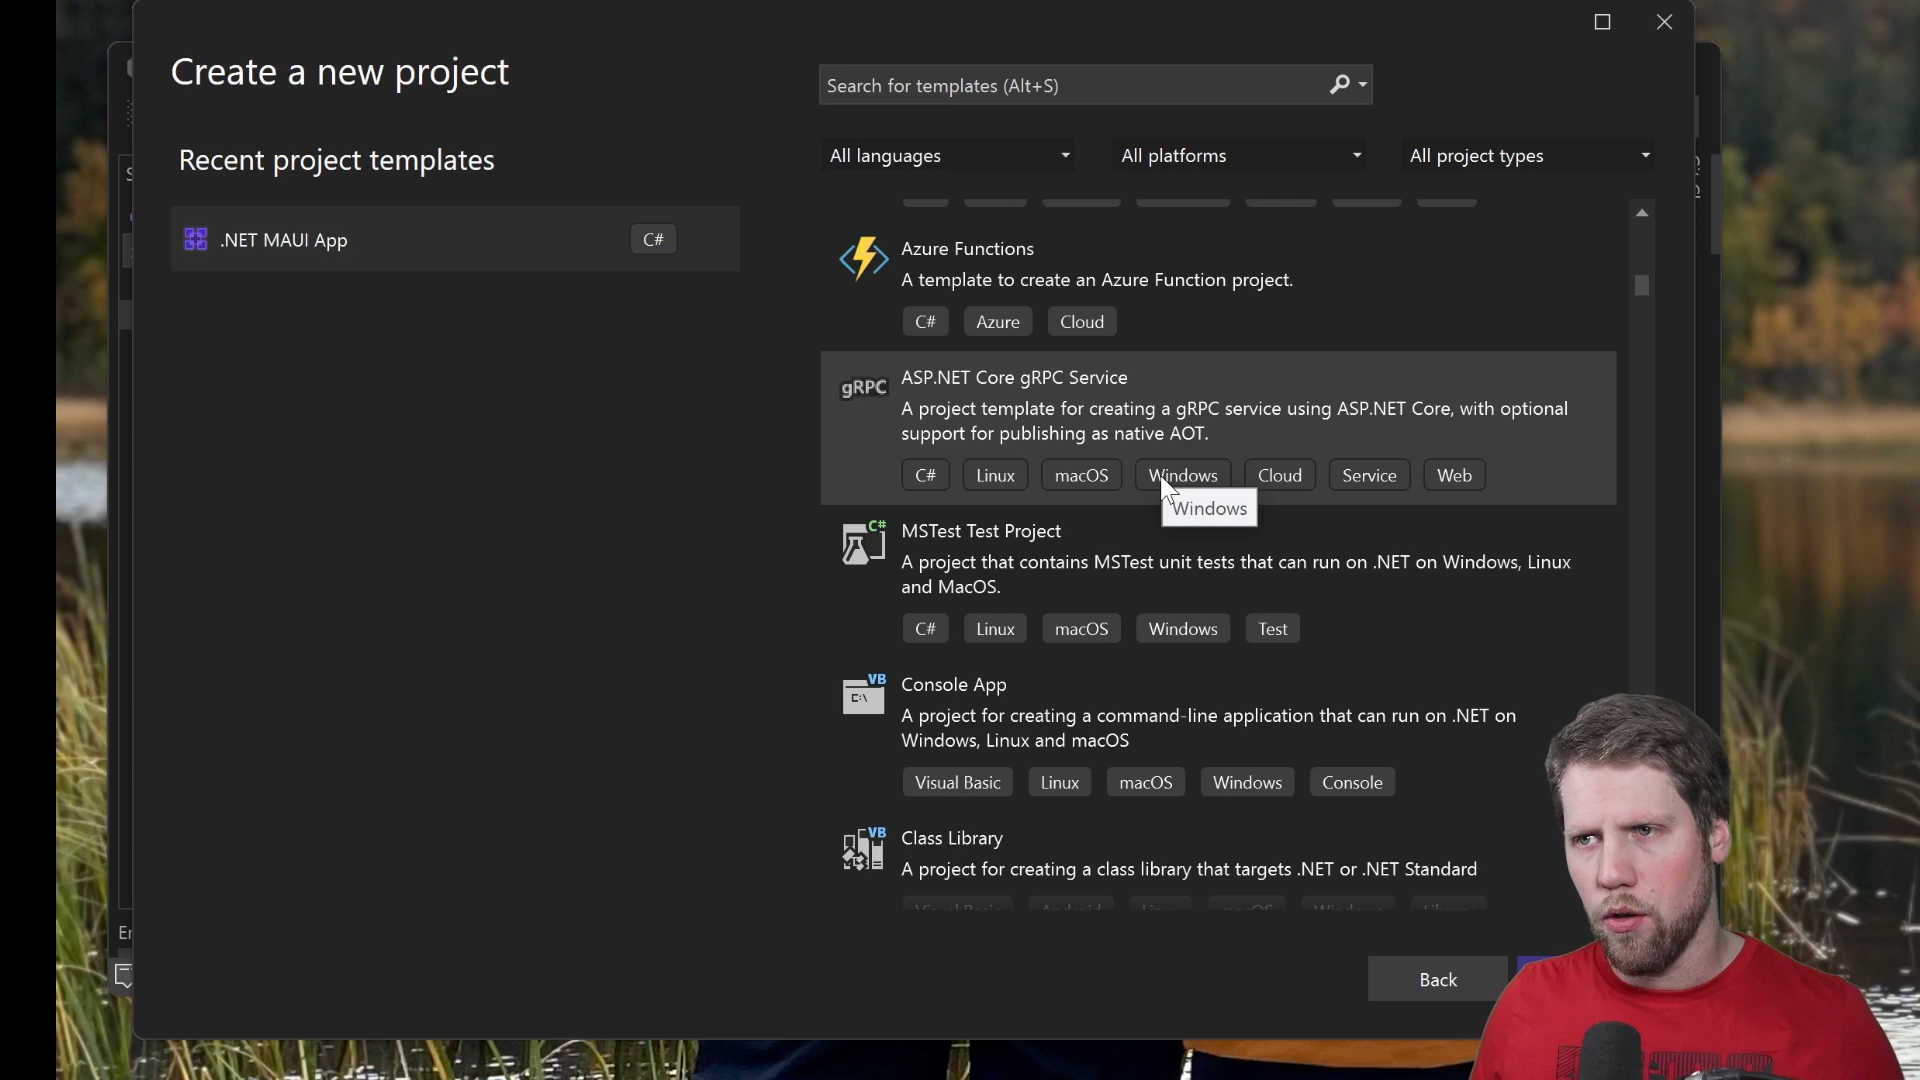 Create a new project
Search for templates (Alt+S)
Recent project templates
All languages
All platforms
All project types
.NET MAUI App
C#
Azure Functions
A template to create an Azure Function project.
C# Azure Cloud
gRPC
ASP.NET Core gRPC Service
A project template for creating a gRPC service using ASP.NET Core, with optional
support for publishing as native AOT.
C# Linux macOS Windows Cloud Service Web
Windows
C#
MSTest Test Project
A project that contains MSTest unit tests that can run on .NET on Windows, Linux
and MacOS.
C# Linux macOS Windows Test
VB
Console App
A project for creating a command-line application that can run on .NET on
Windows, Linux and macOS
Visual Basic Linux macOS Windows Console
VB
Class Library
A project for creating a class library that targets .NET or .NET Standard
Back